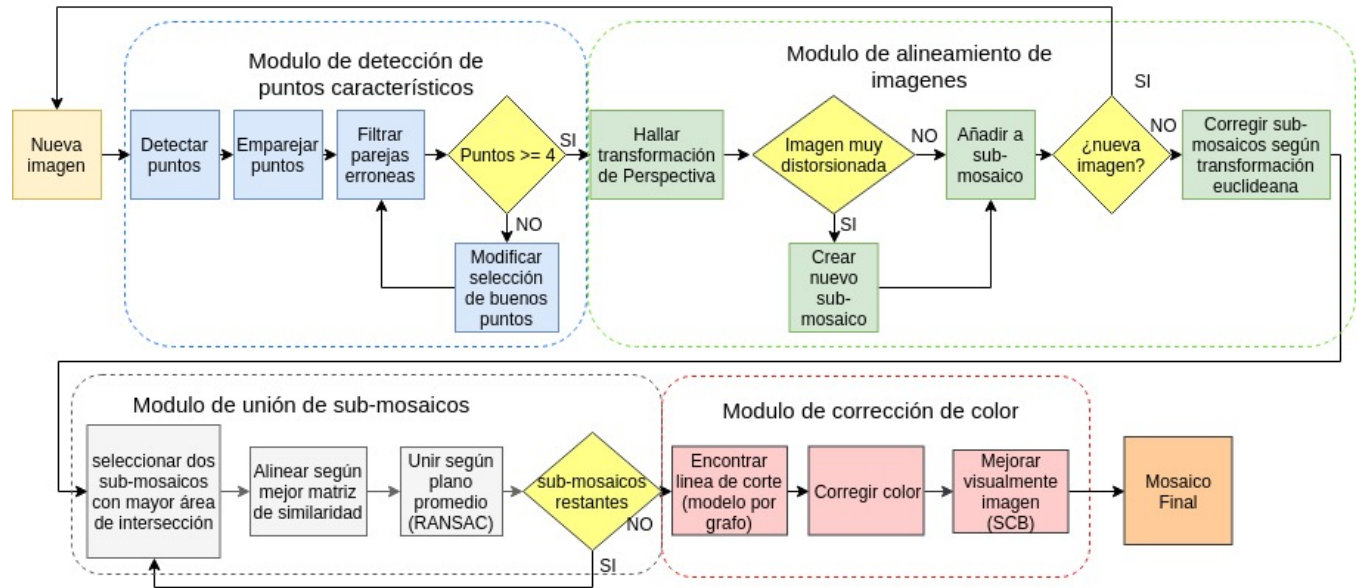 Modulo de detección de
puntos característicos
Modulo de alineamiento de
imagenes
SI
Nueva
imagen
Detectar
puntos
Emparejar
puntos
Filtrar
parejas
erroneas
Puntos >= 4
SI
NO
Modificar
selección
de buenos
puntos
Hallar
transformación
de Perspectiva
Imagen muy
distorsionada
NO
SI
Crear
nuevo
sub-
mosaico
Añadir a
sub-
mosaico
¿nueva
imagen?
NO
Corregir sub-
mosaicos según
transformación
euclideana
Modulo de unión de sub-mosaicos
Modulo de corrección de color
seleccionar dos
sub-mosaicos
con mayor área
de intersección
Alinear según
mejor matriz
de similaridad
Unir según
plano
promedio
(RANSAC)
sub-mosaicos
restantes
NO
SI
Encontrar
linea de corte
(modelo por
grafo)
Corregir color
Mejorar
visualmente
imagen
(SCB)
Mosaico
Final